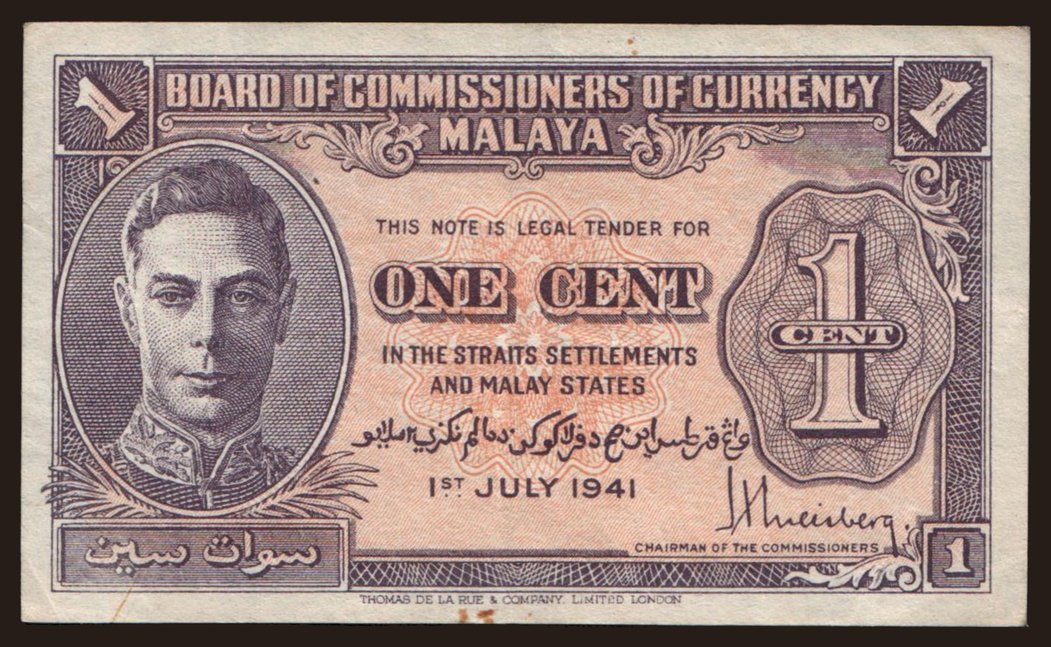 1 BOARD OF COMMISSIONERS OF CURRENCY 1
MALAYA
THIS NOTE IS LEGAL TENDER FOR
ONE CENT
1
CENT
IN THE STRAITS SETTLEMENTS
AND MALAY STATES
1ST JULY 1941
سوات سين
CHAIRMAN OF THE COMMISSIONERS
1
THOMAS DE LA RUE & COMPANY, LIMITED LONDON